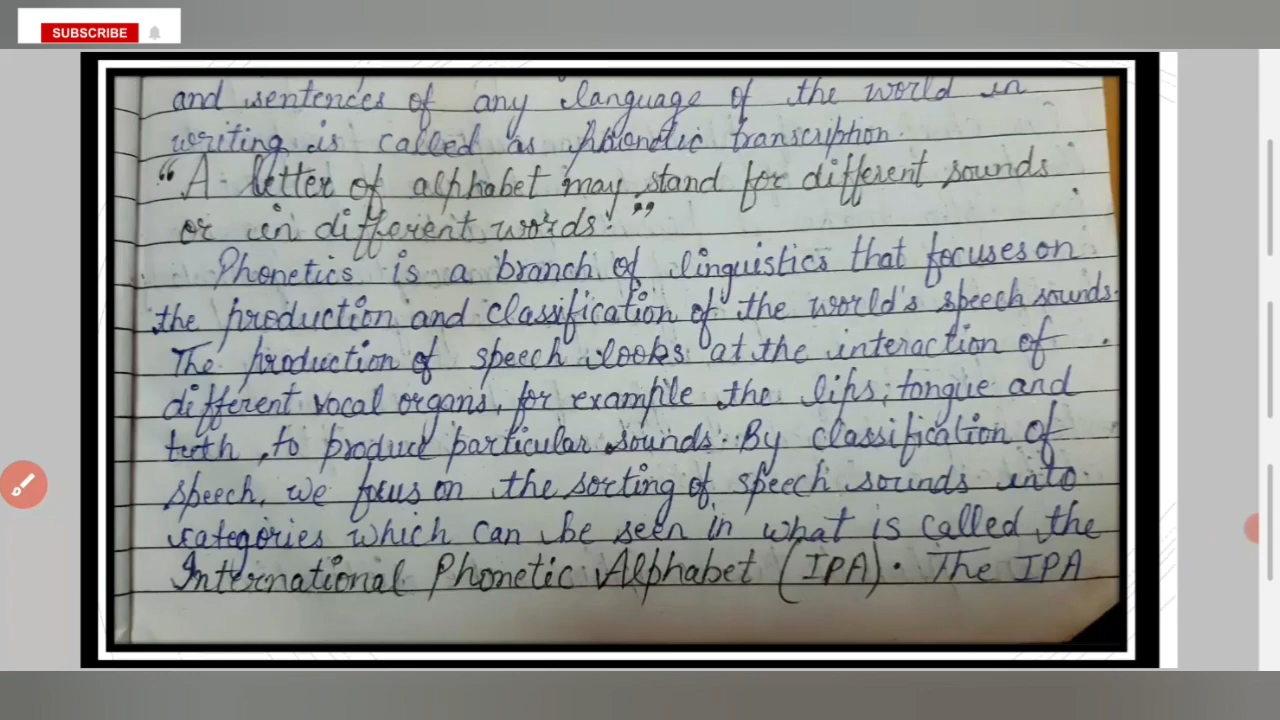 SUBSCRIBE
and sentences of any language of the world in
writing is called as phonetic transcription.
“A letter of alphabet may stand for different sounds
or in different words.”
Phonetics is a branch of linguistics that focuses on
the production and classification of the world's speech sounds.
The production of speech looks at the interaction of
different vocal organs, for example the lips, tongue and
teeth, to produce particular sounds. By classification of
speech, we focus on the sorting of speech sounds into
categories which can be seen in what is called the
International Phonetic Alphabet (IPA). The IPA